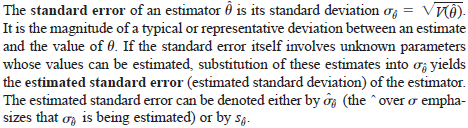 The standard error of an estimator θ̂ is its standard deviation σ_θ̂ = √V(θ̂).
It is the magnitude of a typical or representative deviation between an estimate
and the value of θ. If the standard error itself involves unknown parameters
whose values can be estimated, substitution of these estimates into σ_θ̂ yields
the estimated standard error (estimated standard deviation) of the estimator.
The estimated standard error can be denoted either by σ̂_θ̂ (the ˆ over σ empha-
sizes that σ_θ̂ is being estimated) or by s_θ̂.